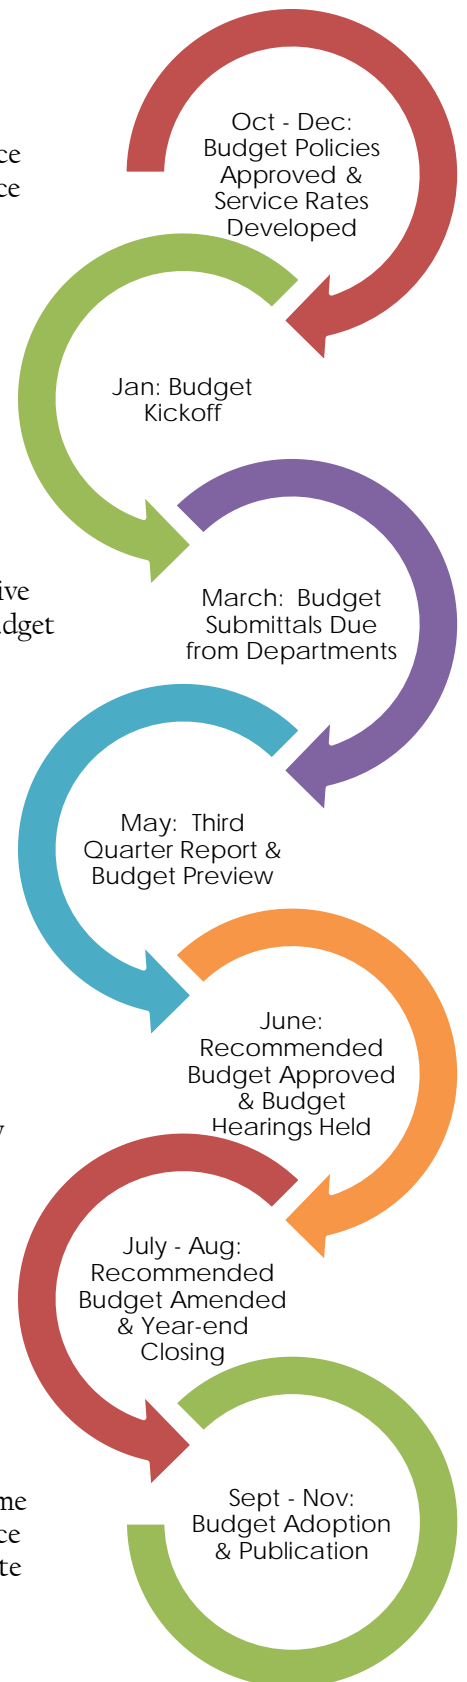 Oct - Dec:
Budget Policies
Approved &
Service Rates
Developed
Jan: Budget
Kickoff
March: Budget
Submittals Due
from Departments
dget
May: Third
Quarter Report &
Budget Preview
June:
Recommended
Budget Approved
& Budget
Hearings Held
July - Aug:
Recommended
Budget Amended
& Year-end
Closing
Sept - Nov:
Budget Adoption
& Publication